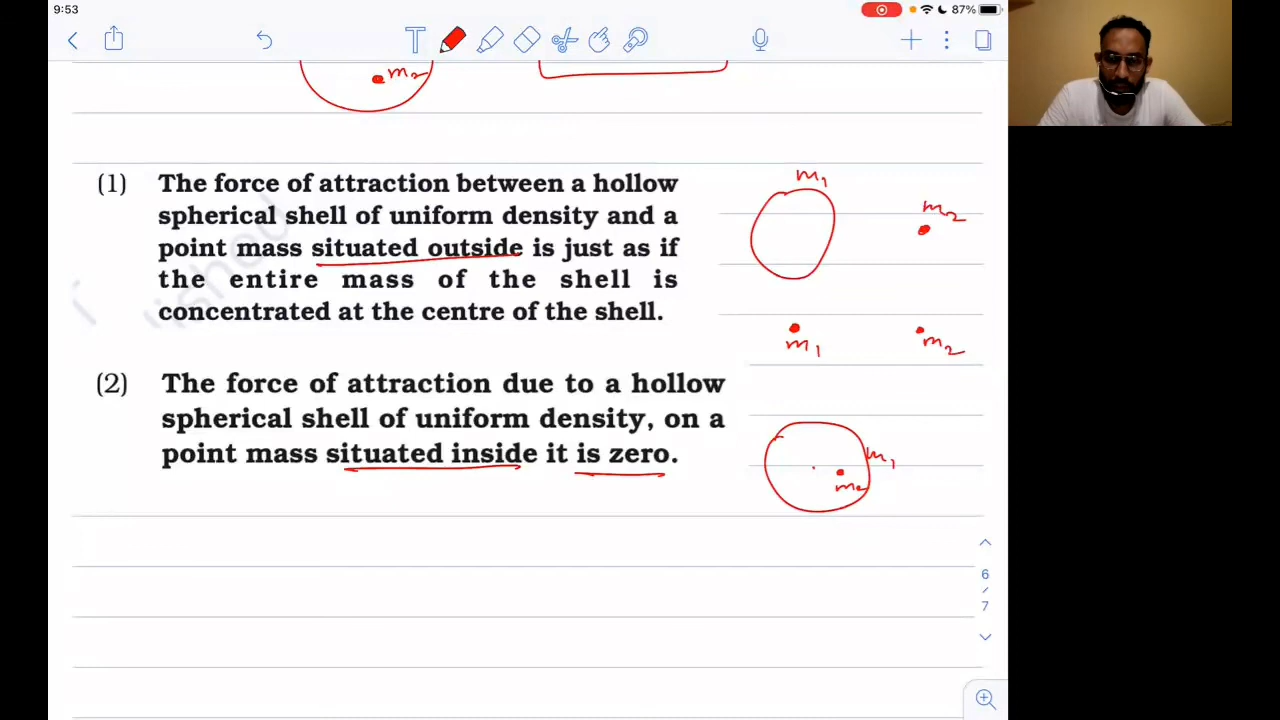 9:53
87%
T
m2
(1) The force of attraction between a hollow
spherical shell of uniform density and a
point mass situated outside is just as if
the entire mass of the shell is
concentrated at the centre of the shell.
m1
m2
m1
m2
(2) The force of attraction due to a hollow
spherical shell of uniform density, on a
point mass situated inside it is zero.
m1
m2
6
/
7